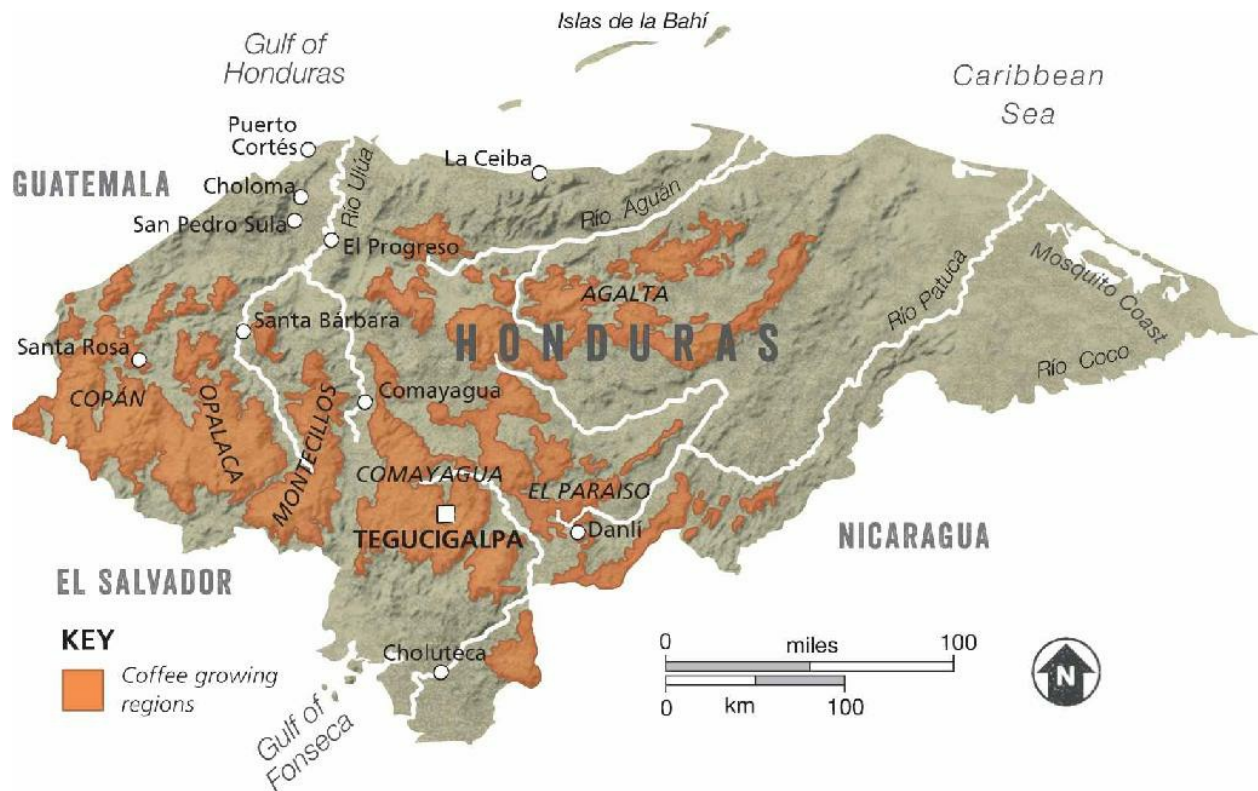 Islas de la Bahí
Gulf of
Honduras
Caribbean
Sea
Puerto
Cortés
La Ceiba
GUATEMALA
Choloma
Río Ulúa
Río Aguán
San Pedro Sula
El Progreso
Mosquito Coast
AGALTA
Río Patuca
Santa Bárbara
HONDURAS
Santa Rosa
Río Coco
COPÁN
OPALACA
MONTECILLOS
Comayagua
COMAYAGUA
EL PARAISO
TEGUCIGALPA
Danlí
NICARAGUA
EL SALVADOR
KEY
Coffee growing
regions
Choluteca
Gulf of
Fonseca
0 miles 100
0 km 100
N